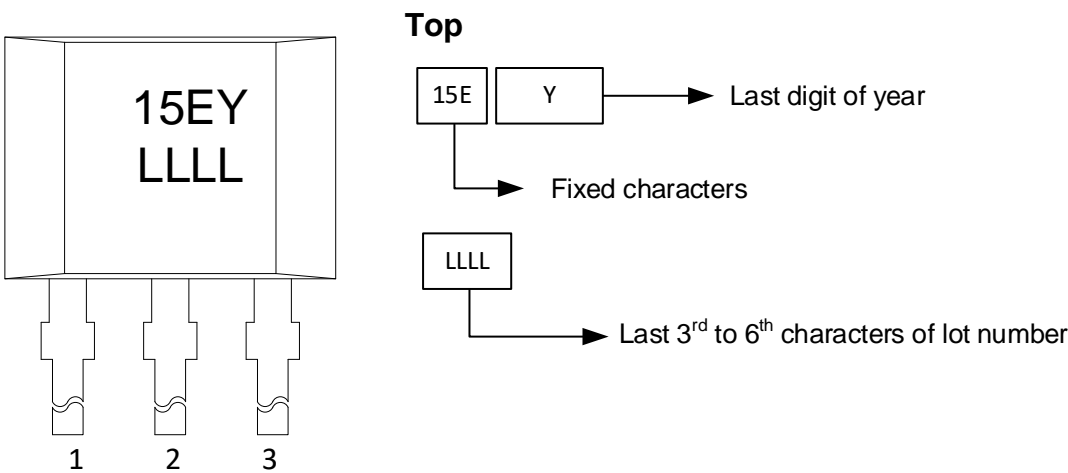 15EY
LLLL
1 2 3
Top
15E Y Last digit of year
Fixed characters
LLLL
Last 3rd to 6th characters of lot number